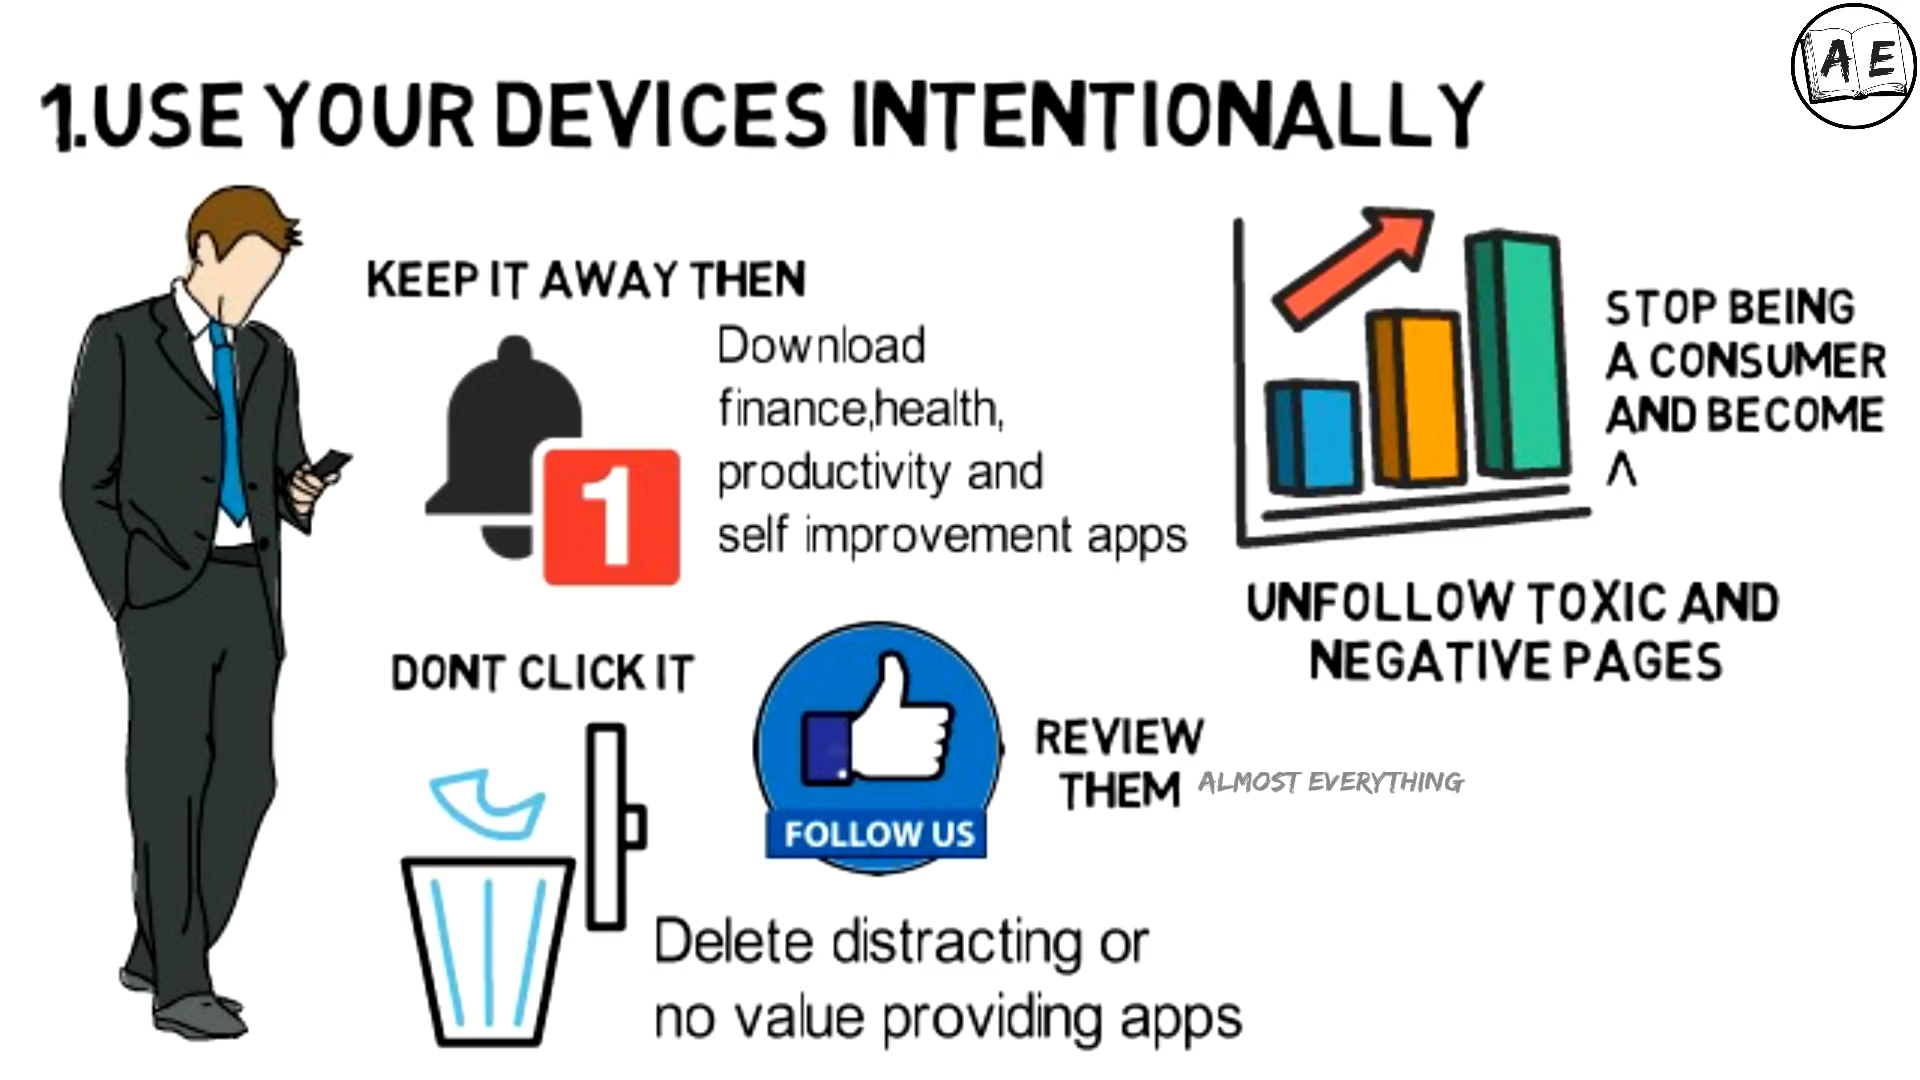 A E
1.USE YOUR DEVICES INTENTIONALLY
KEEP IT AWAY THEN
1
Download
finance,health,
productivity and
self improvement apps
STOP BEING
A CONSUMER
AND BECOME
UNFOLLOW TOXIC AND
NEGATIVE PAGES
DONT CLICK IT
FOLLOW US
REVIEW
THEM
ALMOST EVERYTHING
Delete distracting or
no value providing apps